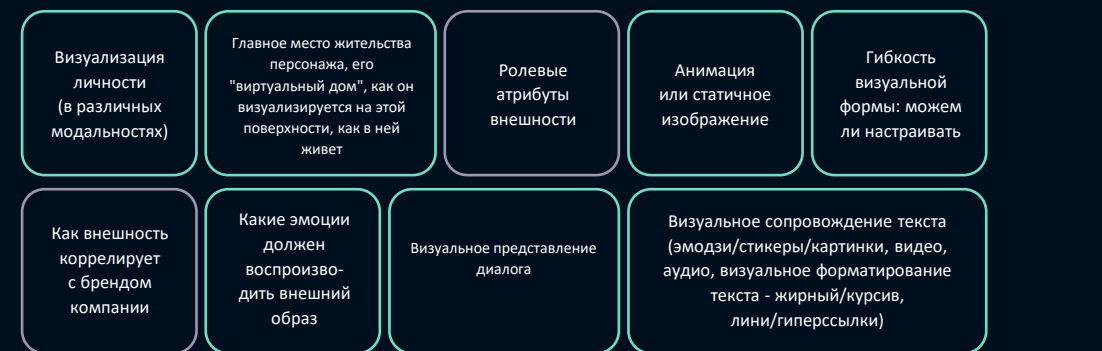 Визуализация
личности
(в различных
модальностях)
Главное место жительства
персонажа, его
"виртуальный дом", как он
визуализируется на этой
поверхности, как в ней
живет
Ролевые
атрибуты
внешности
Анимация
или статичное
изображение
Гибкость
визуальной
формы: можем
ли настраивать
Как внешность
коррелирует
с брендом
компании
Какие эмоции
должен
воспроизво-
дить внешний
образ
Визуальное представление
диалога
Визуальное сопровождение текста
(эмодзи/стикеры/картинки, видео,
аудио, визуальное форматирование
текста - жирный/курсив,
лини/гиперссылки)